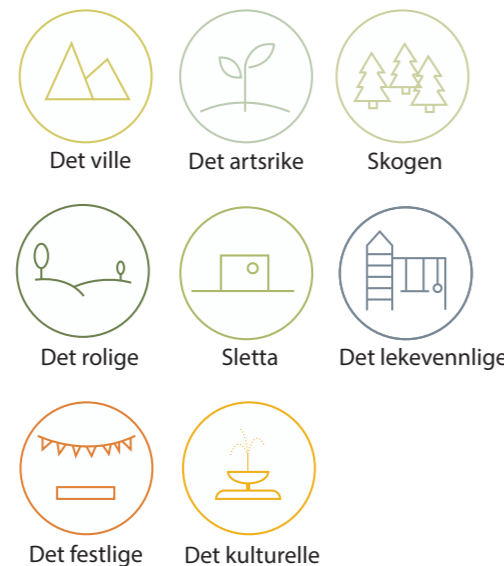 Det ville
Det artsrike
Skogen
Det rolige
Sletta
Det lekevennlige
Det festlige
Det kulturelle